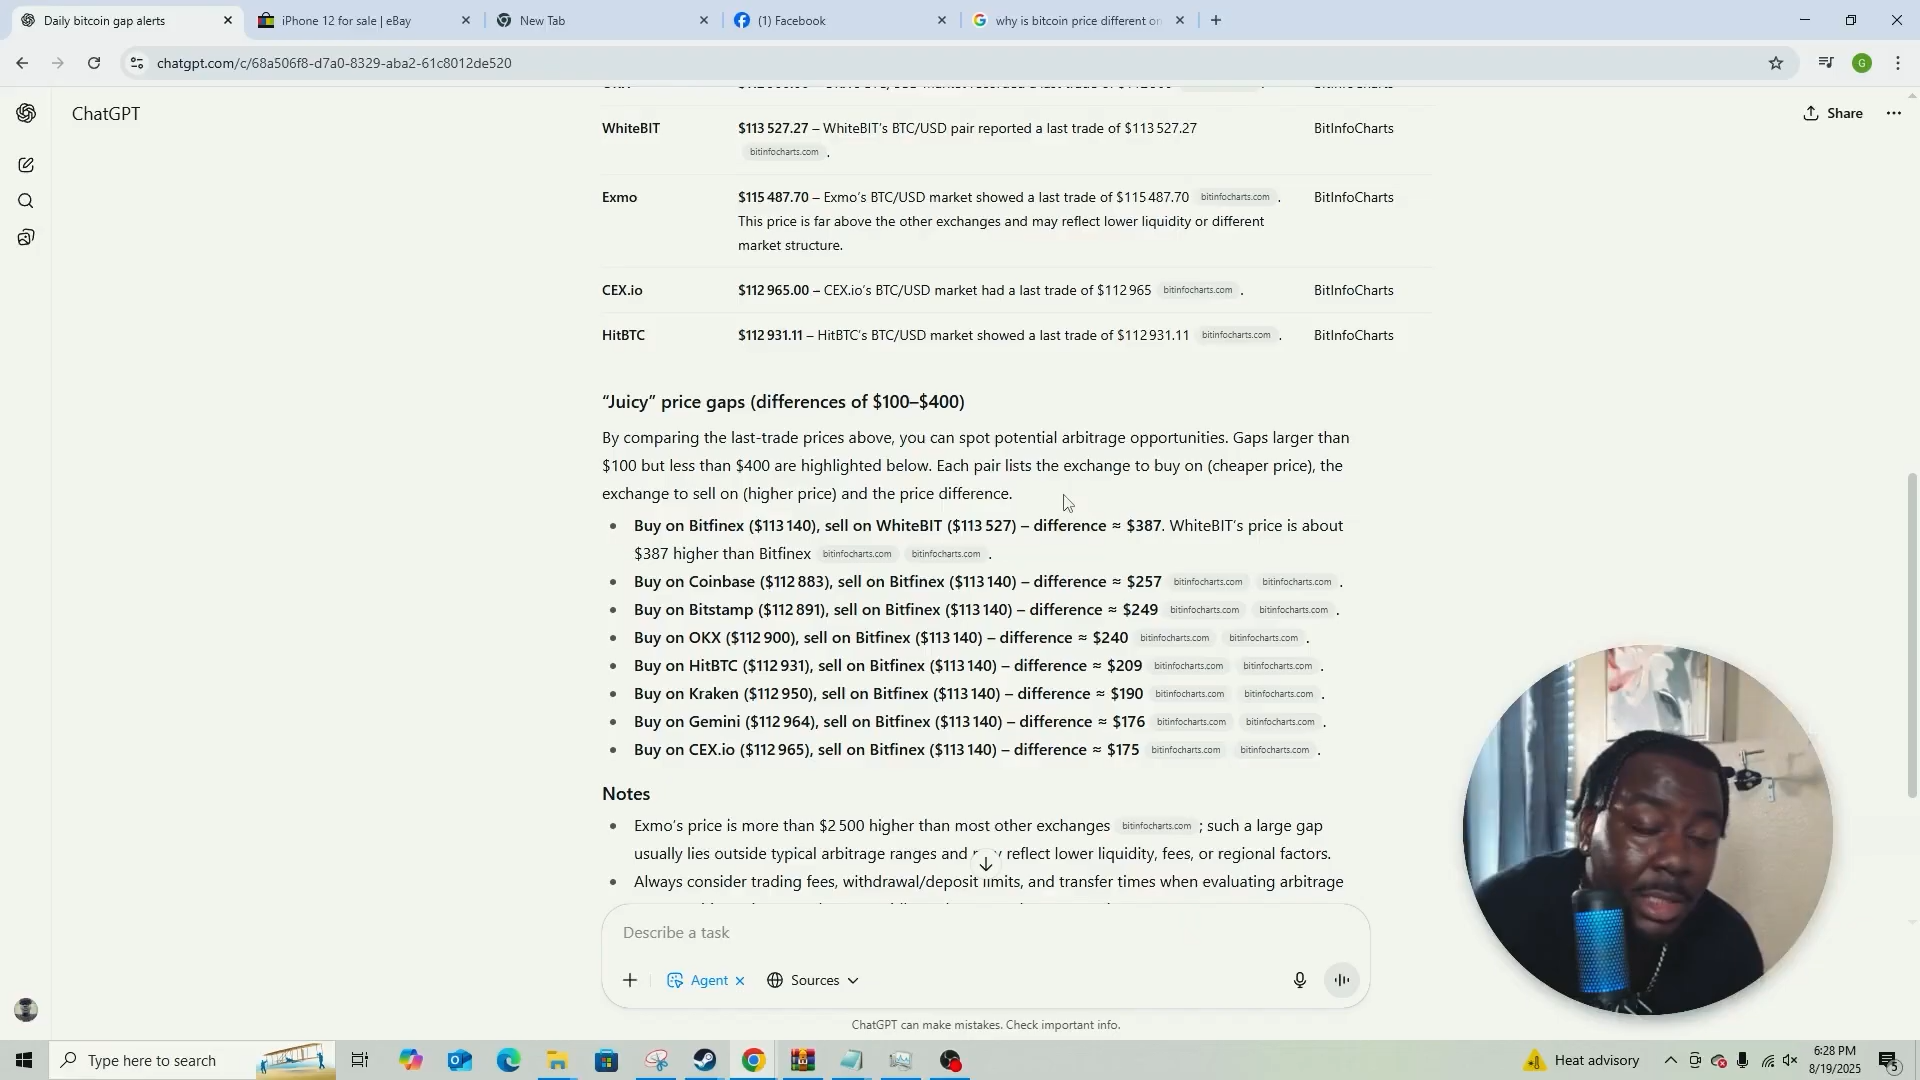 Daily bitcoin gap alerts
iPhone 12 for sale | eBay
New Tab
(1) Facebook
why is bitcoin price different on
chatgpt.com/c/68a506f8-d7a0-8329-aba2-61c8012de520
G
ChatGPT
Share
WhiteBIT
$113 527.27 – WhiteBIT's BTC/USD pair reported a last trade of $113 527.27
BitInfoCharts
bitinfocharts.com .
Exmo
$115 487.70 – Exmo's BTC/USD market showed a last trade of $115 487.70 bitinfocharts.com .
BitInfoCharts
This price is far above the other exchanges and may reflect lower liquidity or different
market structure.
CEX.io
$112 965.00 – CEX.io's BTC/USD market had a last trade of $112 965 bitinfocharts.com .
BitInfoCharts
HitBTC
$112 931.11 – HitBTC's BTC/USD market showed a last trade of $112 931.11 bitinfocharts.com .
BitInfoCharts
“Juicy” price gaps (differences of $100–$400)
By comparing the last-trade prices above, you can spot potential arbitrage opportunities. Gaps larger than
$100 but less than $400 are highlighted below. Each pair lists the exchange to buy on (cheaper price), the
exchange to sell on (higher price) and the price difference.
• Buy on Bitfinex ($113 140), sell on WhiteBIT ($113 527) – difference ≈ $387. WhiteBIT's price is about
$387 higher than Bitfinex bitinfocharts.com bitinfocharts.com .
• Buy on Coinbase ($112 883), sell on Bitfinex ($113 140) – difference ≈ $257 bitinfocharts.com bitinfocharts.com .
• Buy on Bitstamp ($112 891), sell on Bitfinex ($113 140) – difference ≈ $249 bitinfocharts.com bitinfocharts.com .
• Buy on OKX ($112 900), sell on Bitfinex ($113 140) – difference ≈ $240 bitinfocharts.com bitinfocharts.com .
• Buy on HitBTC ($112 931), sell on Bitfinex ($113 140) – difference ≈ $209 bitinfocharts.com bitinfocharts.com .
• Buy on Kraken ($112 950), sell on Bitfinex ($113 140) – difference ≈ $190 bitinfocharts.com bitinfocharts.com .
• Buy on Gemini ($112 964), sell on Bitfinex ($113 140) – difference ≈ $176 bitinfocharts.com bitinfocharts.com .
• Buy on CEX.io ($112 965), sell on Bitfinex ($113 140) – difference ≈ $175 bitinfocharts.com bitinfocharts.com .
Notes
• Exmo's price is more than $2 500 higher than most other exchanges bitinfocharts.com ; such a large gap
usually lies outside typical arbitrage ranges and reflect lower liquidity, fees, or regional factors.
• Always consider trading fees, withdrawal/deposit limits, and transfer times when evaluating arbitrage
Describe a task
Agent
Sources
ChatGPT can make mistakes. Check important info.
Type here to search
Heat advisory
6:28 PM
8/19/2025
5